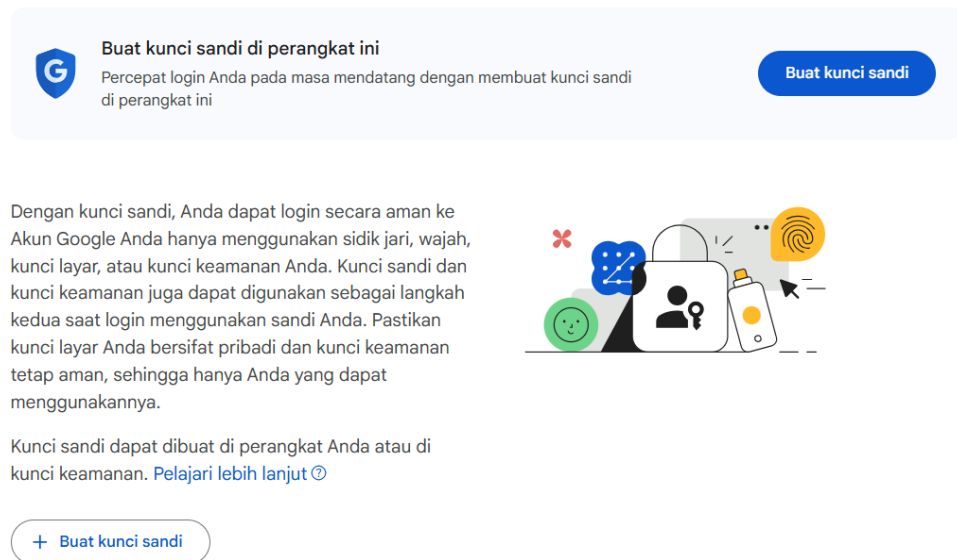 Buat kunci sandi di perangkat ini
Percepat login Anda pada masa mendatang dengan membuat kunci sandi
di perangkat ini
Buat kunci sandi
Dengan kunci sandi, Anda dapat login secara aman ke
Akun Google Anda hanya menggunakan sidik jari, wajah,
kunci layar, atau kunci keamanan Anda. Kunci sandi dan
kunci keamanan juga dapat digunakan sebagai langkah
kedua saat login menggunakan sandi Anda. Pastikan
kunci layar Anda bersifat pribadi dan kunci keamanan
tetap aman, sehingga hanya Anda yang dapat
menggunakannya.
Kunci sandi dapat dibuat di perangkat Anda atau di
kunci keamanan. Pelajari lebih lanjut
+ Buat kunci sandi